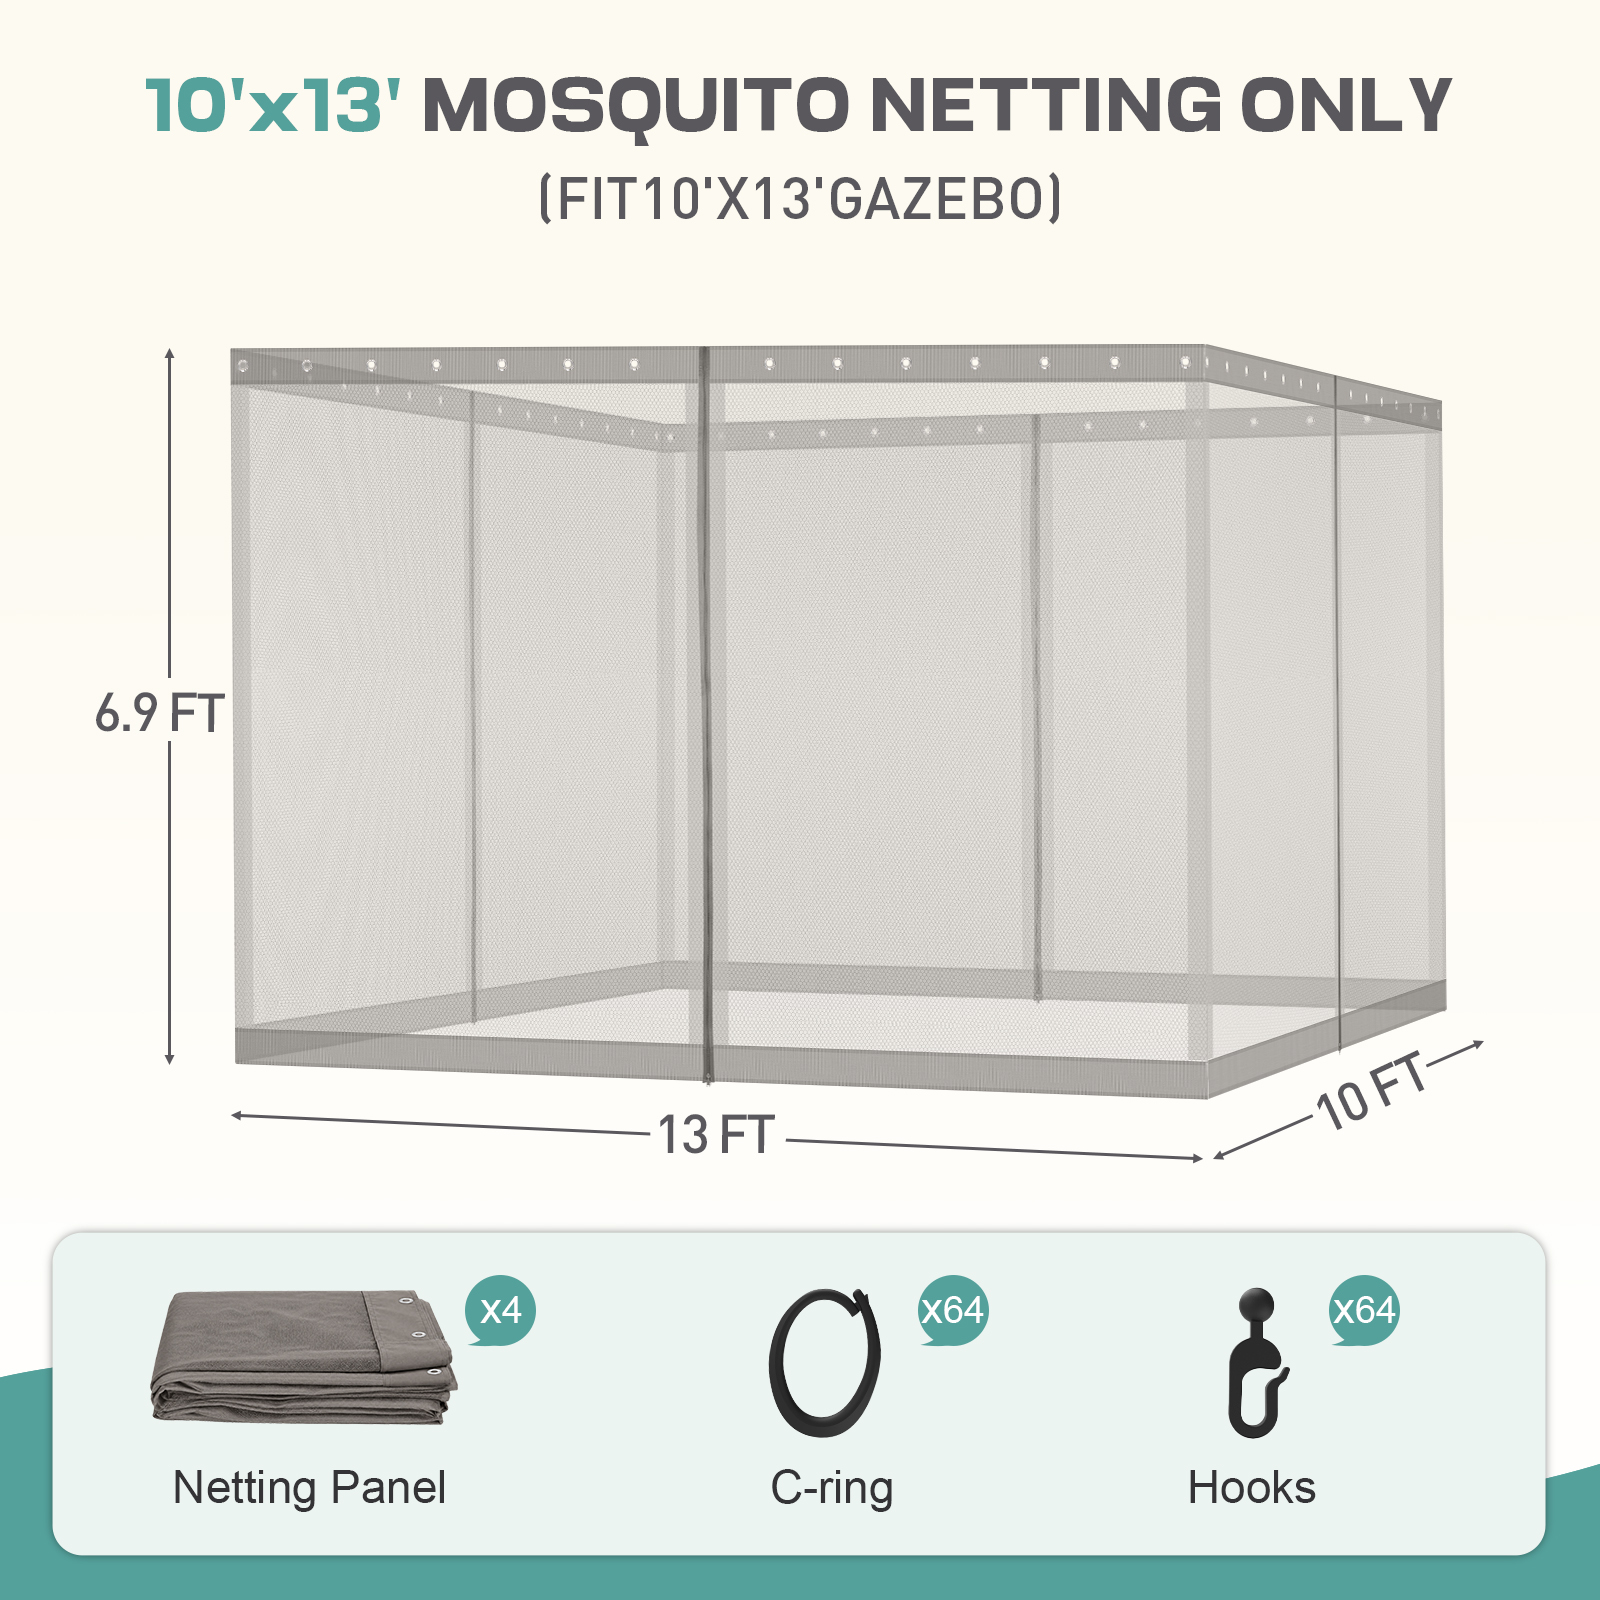 10'x13' MOSQUITO NETTING ONLY
(FIT10'X13'GAZEBO)
6.9 FT
13 FT
10 FT
x4
x64
x64
Netting Panel
C-ring
Hooks